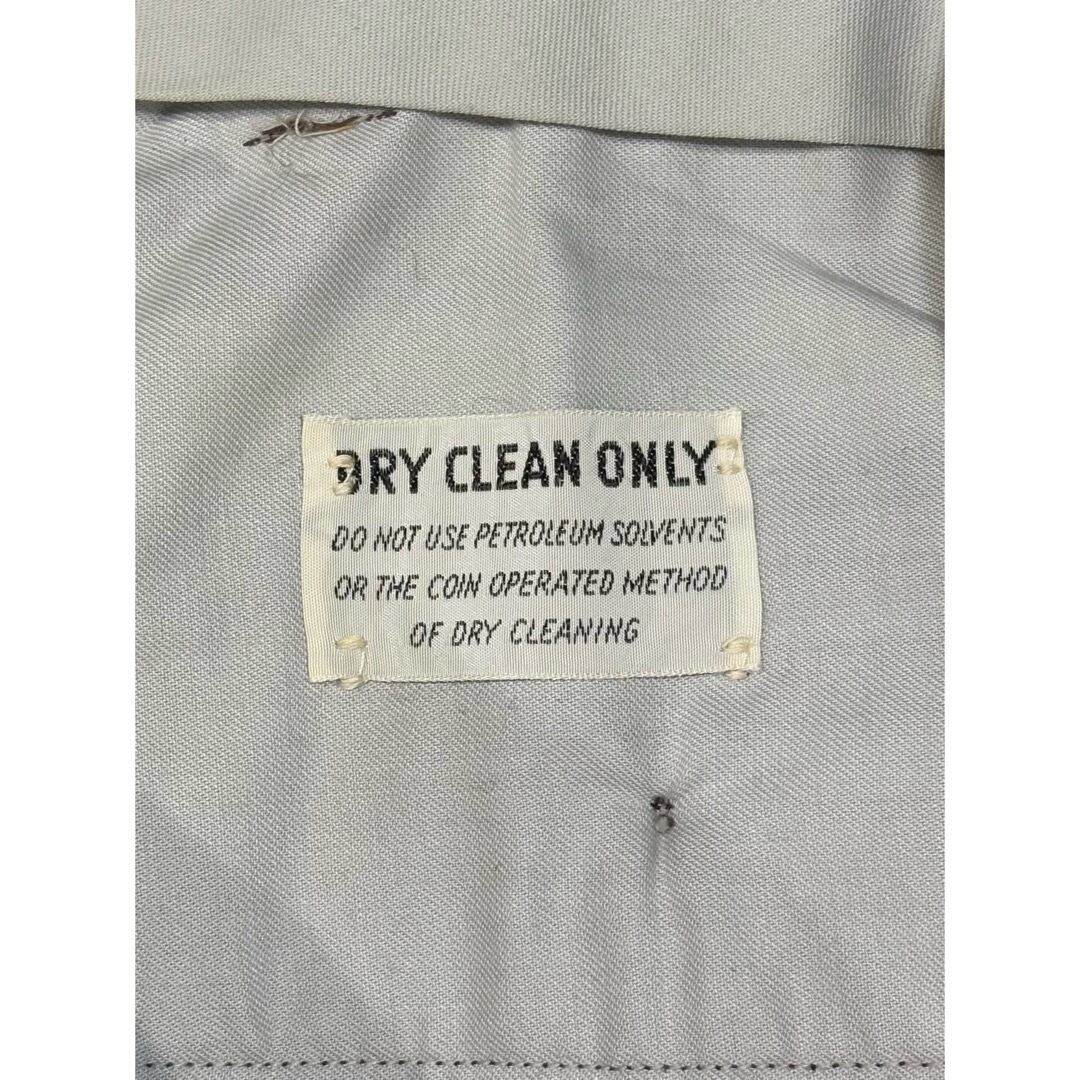 DRY CLEAN ONLY
DO NOT USE PETROLEUM SOLVENTS
OR THE COIN OPERATED METHOD
OF DRY CLEANING